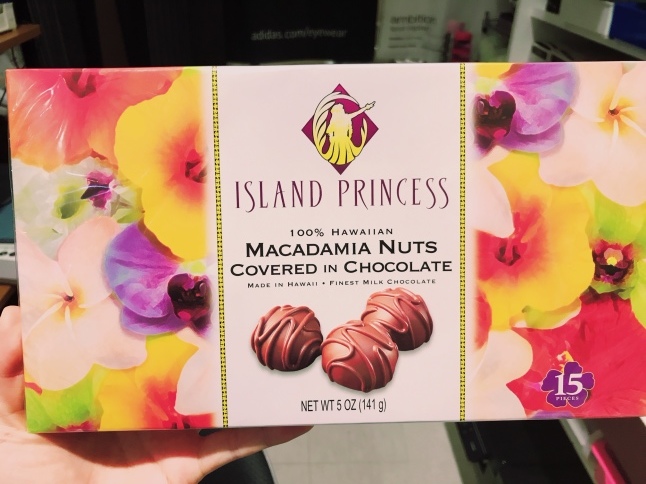 adidas.com/eyewear
ISLAND PRINCESS
100% HAWAIIAN
MACADAMIA NUTS
COVERED IN CHOCOLATE
MADE IN HAWAII • FINEST MILK CHOCOLATE
NET WT 5 OZ (141 g)
15
PIECES